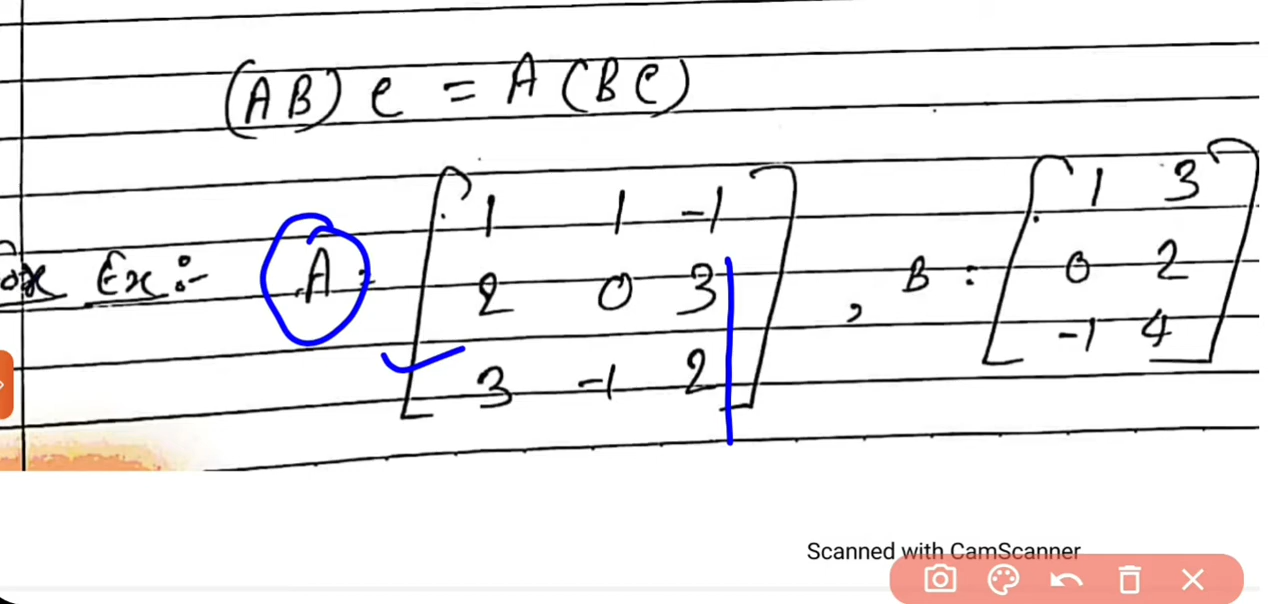 (AB) C = A (BC)
Ex :- A = [ 1 1 -1
2 0 3
3 -1 2 ] , B = [ 1 3
0 2
-1 4 ]
Scanned with CamScanner